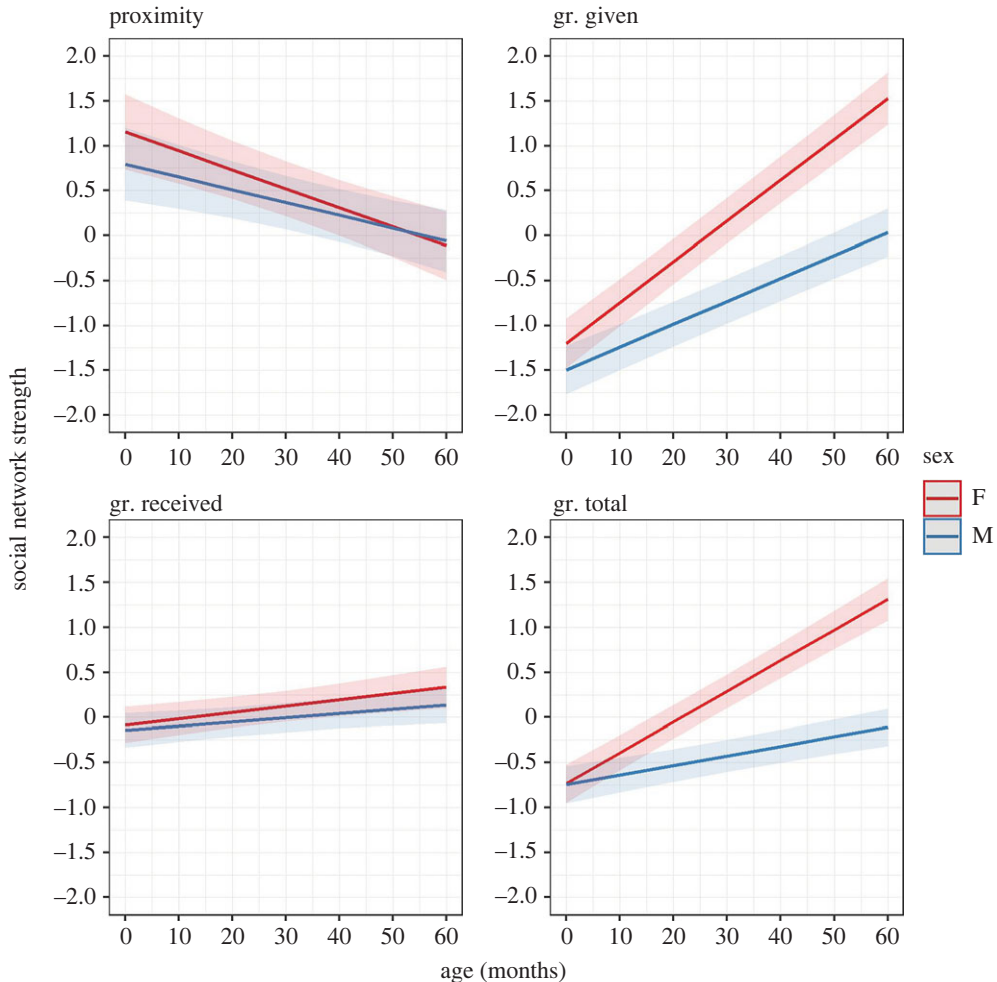 proximity
gr. given
2.0
1.5
1.0
0.5
0
–0.5
–1.0
–1.5
–2.0
0 10 20 30 40 50 60
2.0
1.5
1.0
0.5
0
–0.5
–1.0
–1.5
–2.0
0 10 20 30 40 50 60
social network strength
sex
F
M
gr. received
gr. total
2.0
1.5
1.0
0.5
0
–0.5
–1.0
–1.5
–2.0
0 10 20 30 40 50 60
2.0
1.5
1.0
0.5
0
–0.5
–1.0
–1.5
–2.0
0 10 20 30 40 50 60
age (months)